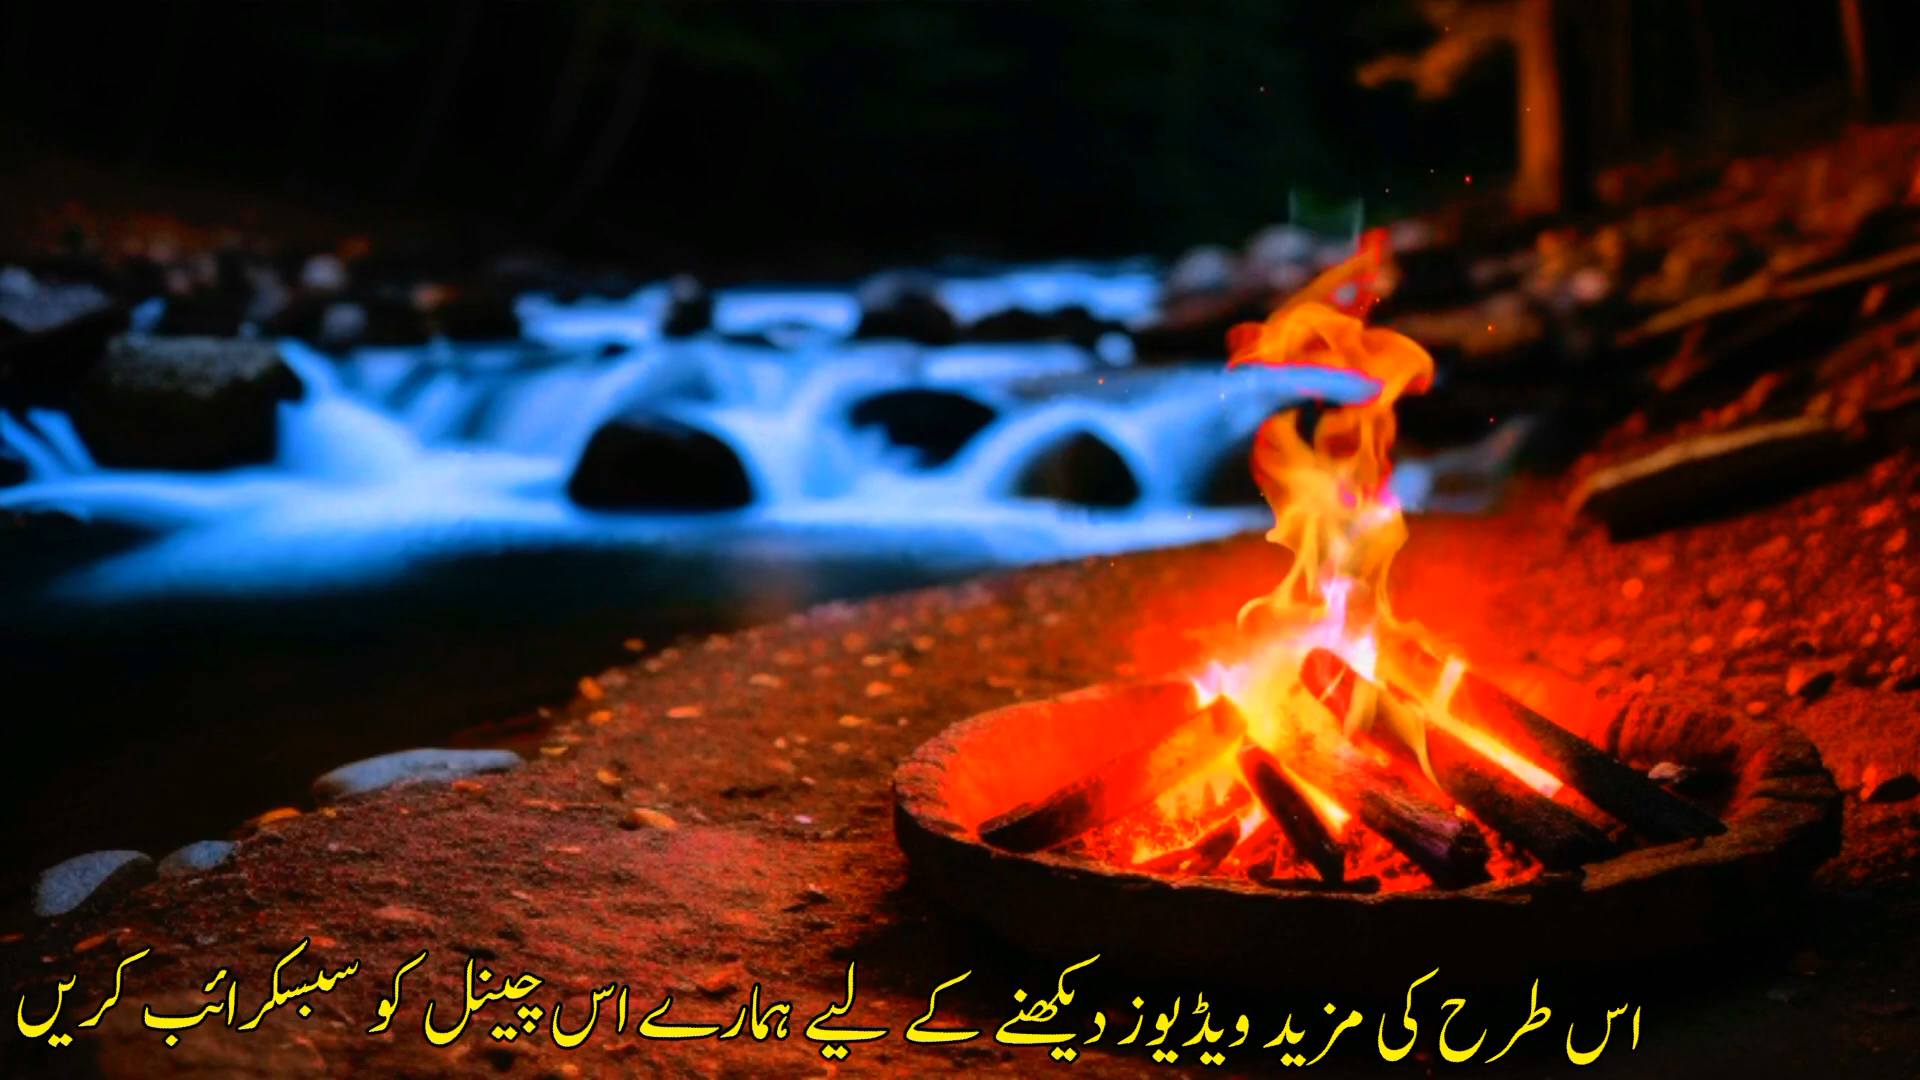 اس طرح کی مزید ویڈیوز دیکھنے کے لیے ہمارے اس چینل کو سبسکرائب کریں